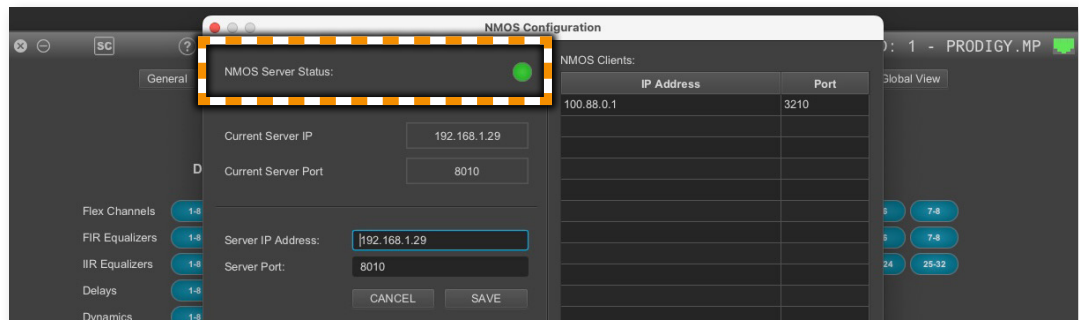 NMOS Configuration
SC
?
D: 1 - PRODIGY.MP
General
Global View
NMOS Server Status:
Current Server IP
192.168.1.29
Current Server Port
8010
Server IP Address:
192.168.1.29
Server Port:
8010
CANCEL
SAVE
NMOS Clients:
IP Address
Port
100.88.0.1
3210
D
Flex Channels
1-8
7-8
FIR Equalizers
1-8
7-8
IIR Equalizers
1-8
24
25-32
Delays
1-8
Dynamics
1-8